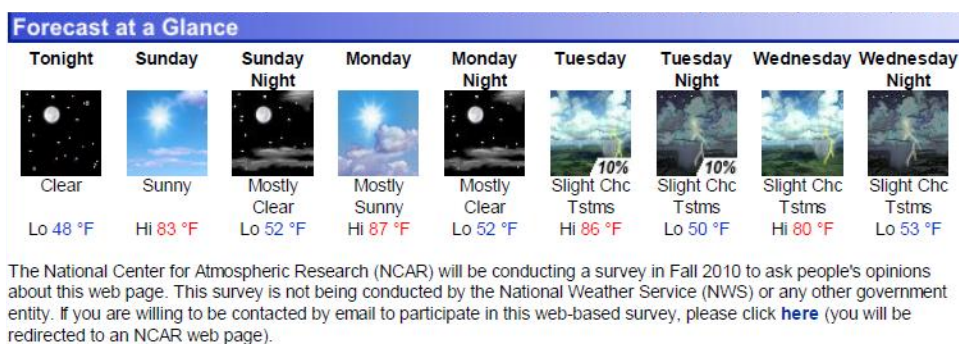 Forecast at a Glance
Tonight Sunday Sunday Night Monday Monday Night Tuesday Tuesday Night Wednesday Wednesday Night
10% 10%
Clear Sunny Mostly Clear Mostly Sunny Mostly Clear Slight Chc Tstms Slight Chc Tstms Slight Chc Tstms Slight Chc Tstms
Lo 48 °F Hi 83 °F Lo 52 °F Hi 87 °F Lo 52 °F Hi 86 °F Lo 50 °F Hi 80 °F Lo 53 °F
The National Center for Atmospheric Research (NCAR) will be conducting a survey in Fall 2010 to ask people's opinions
about this web page. This survey is not being conducted by the National Weather Service (NWS) or any other government
entity. If you are willing to be contacted by email to participate in this web-based survey, please click here (you will be
redirected to an NCAR web page).